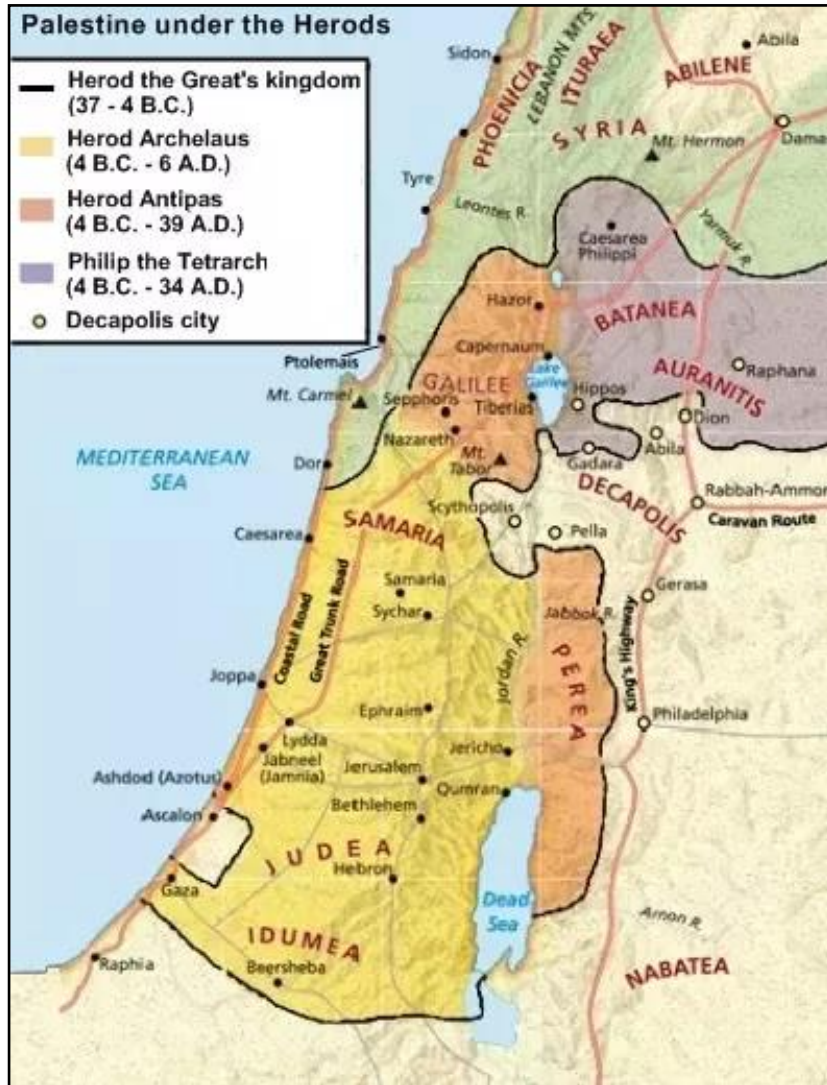 Palestine under the Herods
Herod the Great's kingdom
(37 - 4 B.C.)
Herod Archelaus
(4 B.C. - 6 A.D.)
Herod Antipas
(4 B.C. - 39 A.D.)
Philip the Tetrarch
(4 B.C. - 34 A.D.)
Decapolis city
Sidon
PHOENICIA
LEBANON MTS.
ITURAEA
Abila
ABILENE
SYRIA
Dama
Mt. Hermon
Tyre
Leontes R.
Caesarea
Philippi
Yarmuk R.
Hazor
BATANEA
Ptolemais
Capernaum
Lake
Galilee
AURANITIS
Raphana
Mt. Carmel
GALILEE
Sepphoris
Tiberias
Hippos
Dion
Nazareth
Mt.
Tabor
Abila
Gadara
MEDITERRANEAN
SEA
Dor
DECAPOLIS
Rabbah-Ammon
Scythopolis
Caravan Route
SAMARIA
Pella
Caesarea
Samaria
Gerasa
Sychar
Jabbok R.
Coastal Road
Great Trunk Road
Jordan R.
PEREA
King's Highway
Joppa
Ephraim
Philadelphia
Lydda
Jabneel
(Jamnia)
Jericho
Jerusalem
Ashdod (Azotus)
Qumran
Bethlehem
Ascalon
JUDEA
Hebron
Gaza
Dead
Sea
Arnon R.
IDUMEA
Raphia
Beersheba
NABATEA